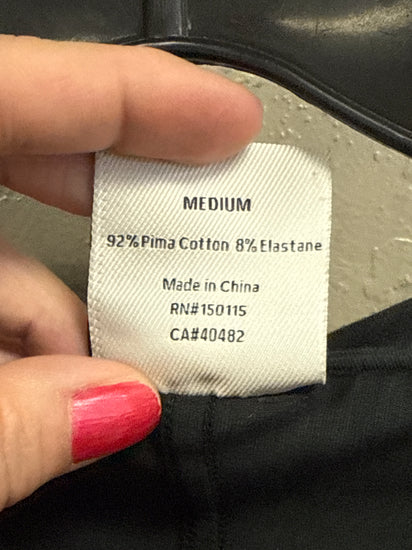 MEDIUM
92% Pima Cotton 8% Elastane
Made in China
RN#150115
CA#40482